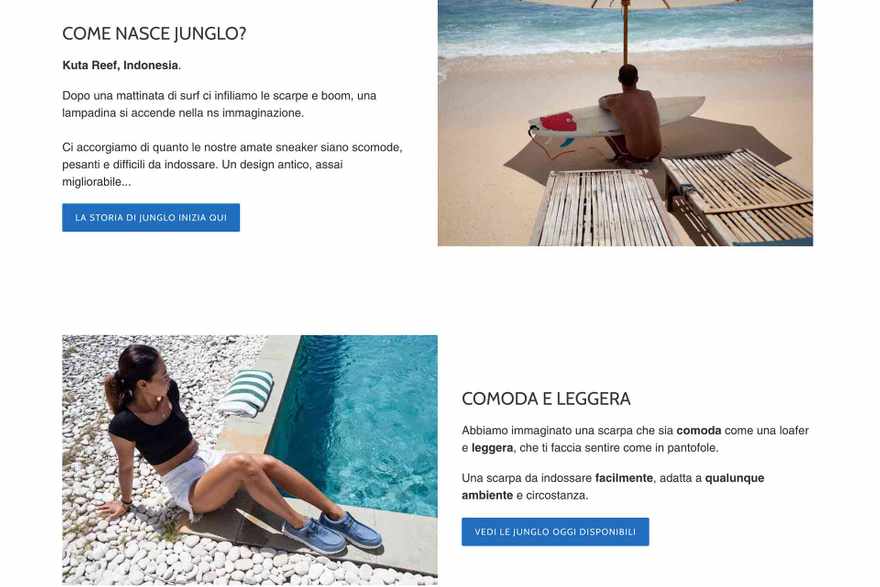 COME NASCE JUNGLO?
Kuta Reef, Indonesia.
Dopo una mattinata di surf ci infiliamo le scarpe e boom, una
lampadina si accende nella ns immaginazione.
Ci accorgiamo di quanto le nostre amate sneaker siano scomode,
pesanti e difficili da indossare. Un design antico, assai
migliorabile...
LA STORIA DI JUNGLO INIZIA QUI
COMODA E LEGGERA
Abbiamo immaginato una scarpa che sia comoda come una loafer
e leggera, che ti faccia sentire come in pantofole.
Una scarpa da indossare facilmente, adatta a qualunque
ambiente e circostanza.
VEDI LE JUNGLO OGGI DISPONIBILI